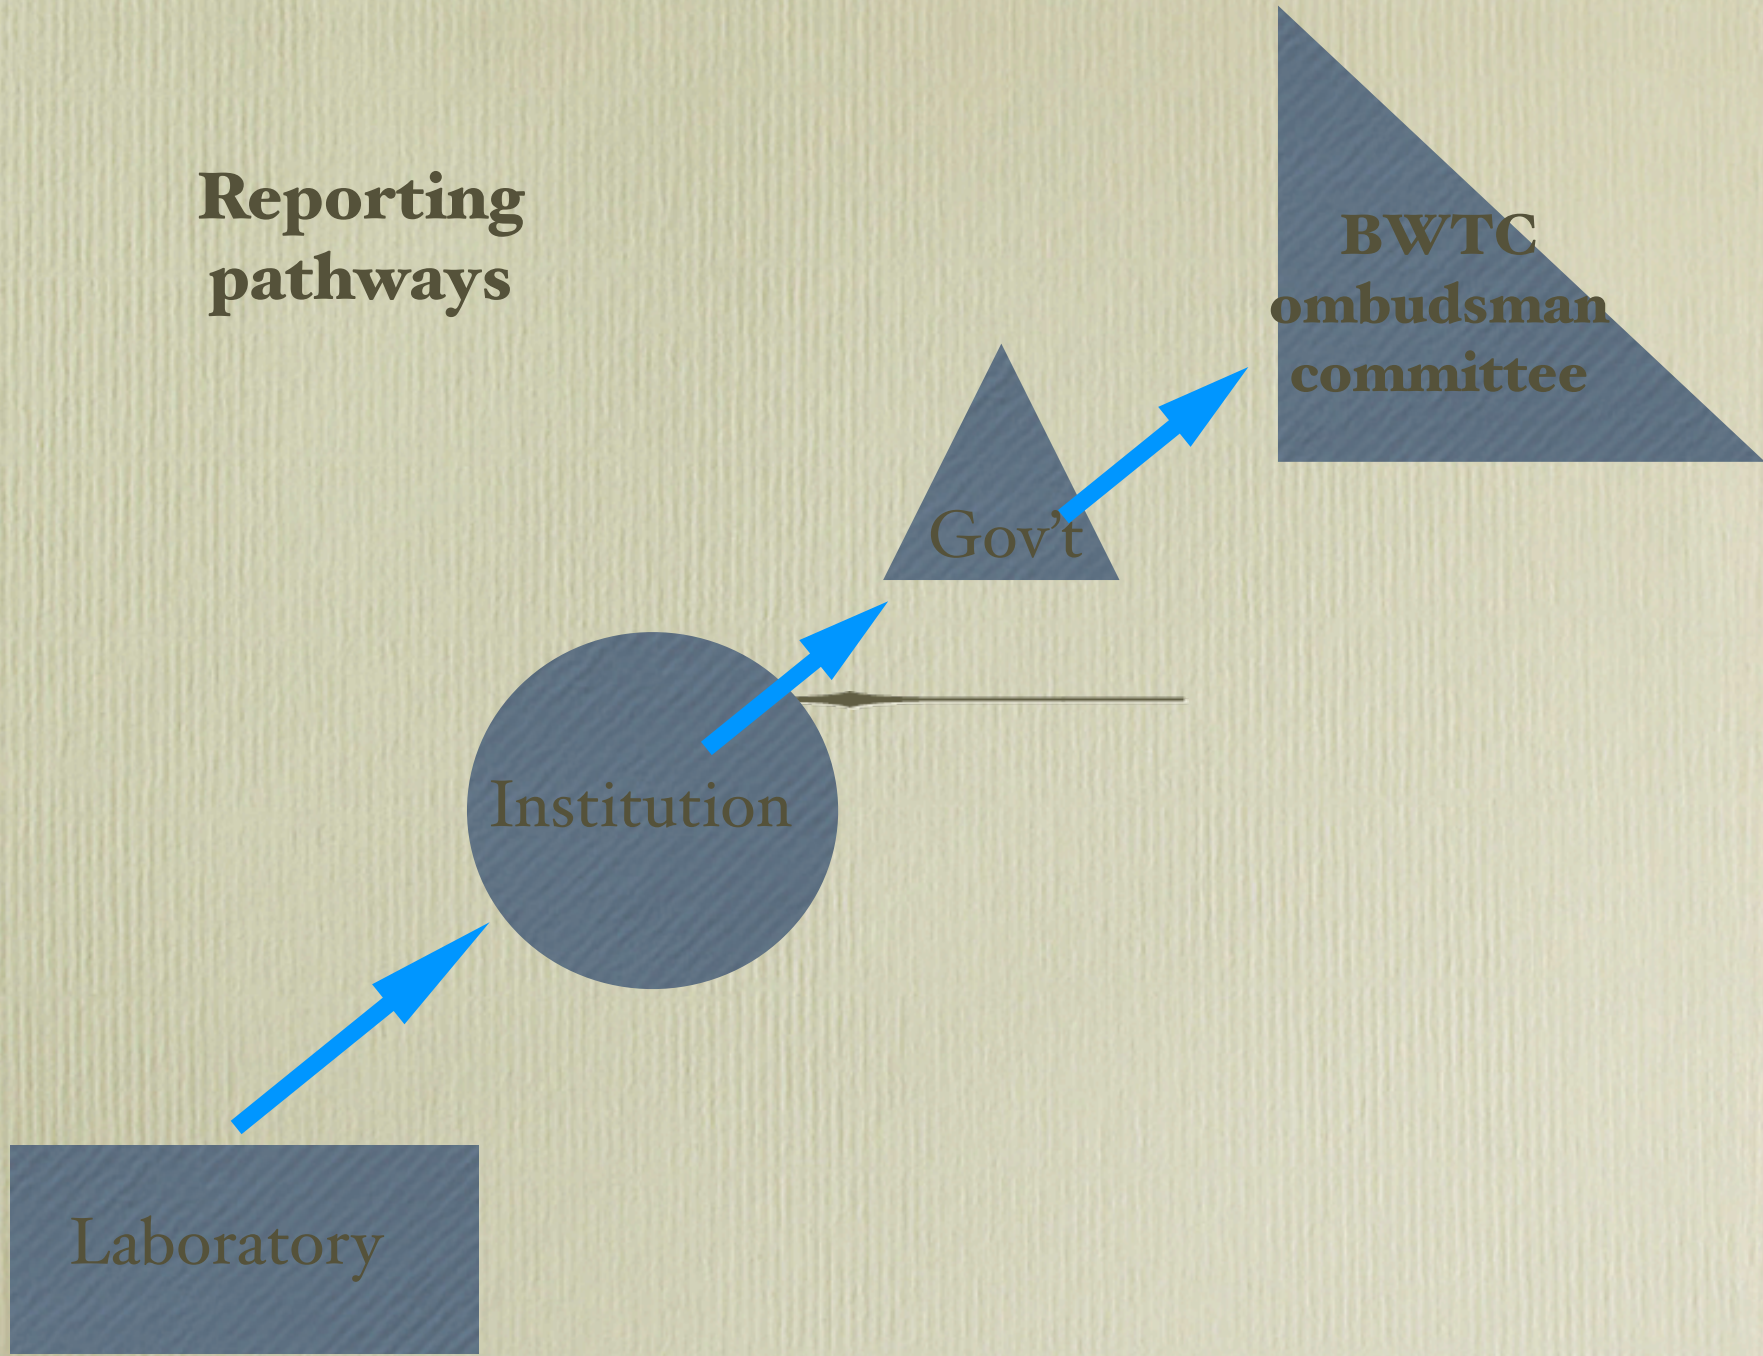 Reporting
pathways
BWTC
ombudsman
committee
Gov’t
Institution
Laboratory